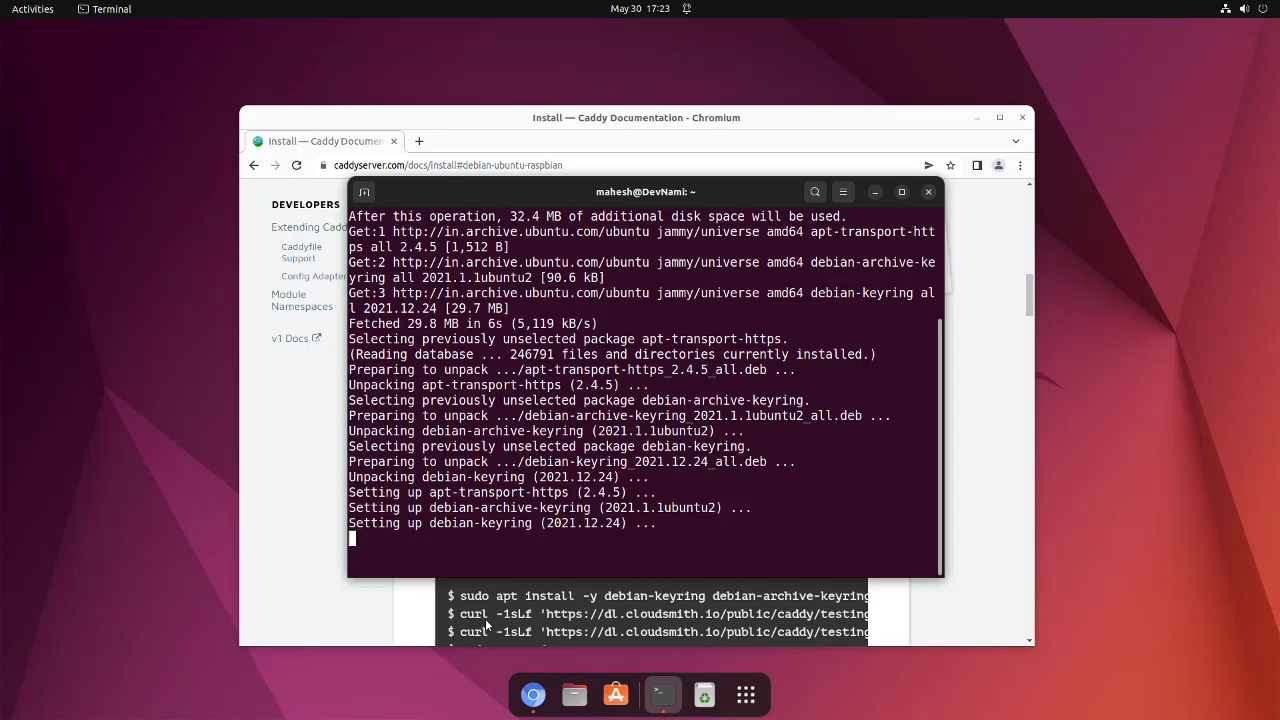 Activities
Terminal
May 30 17:23
Install — Caddy Documentation - Chromium
Install — Caddy Documen
caddyserver.com/docs/install#debian-ubuntu-raspbian
DEVELOPERS
Extending Cadd
Caddyfile
Support
Config Adapte
Module
Namespaces
v1 Docs
mahesh@DevNami: ~
After this operation, 32.4 MB of additional disk space will be used.
Get:1 http://in.archive.ubuntu.com/ubuntu jammy/universe amd64 apt-transport-htt
ps all 2.4.5 [1,512 B]
Get:2 http://in.archive.ubuntu.com/ubuntu jammy/universe amd64 debian-archive-ke
yring all 2021.1.1ubuntu2 [90.6 kB]
Get:3 http://in.archive.ubuntu.com/ubuntu jammy/universe amd64 debian-keyring al
l 2021.12.24 [29.7 MB]
Fetched 29.8 MB in 6s (5,119 kB/s)
Selecting previously unselected package apt-transport-https.
(Reading database ... 246791 files and directories currently installed.)
Preparing to unpack .../apt-transport-https_2.4.5_all.deb ...
Unpacking apt-transport-https (2.4.5) ...
Selecting previously unselected package debian-archive-keyring.
Preparing to unpack .../debian-archive-keyring_2021.1.1ubuntu2_all.deb ...
Unpacking debian-archive-keyring (2021.1.1ubuntu2) ...
Selecting previously unselected package debian-keyring.
Preparing to unpack .../debian-keyring_2021.12.24_all.deb ...
Unpacking debian-keyring (2021.12.24) ...
Setting up apt-transport-https (2.4.5) ...
Setting up debian-archive-keyring (2021.1.1ubuntu2) ...
Setting up debian-keyring (2021.12.24) ...
$ sudo apt install -y debian-keyring debian-archive-keyring
$ curl -1sLf 'https://dl.cloudsmith.io/public/caddy/testing
$ curl -1sLf 'https://dl.cloudsmith.io/public/caddy/testing